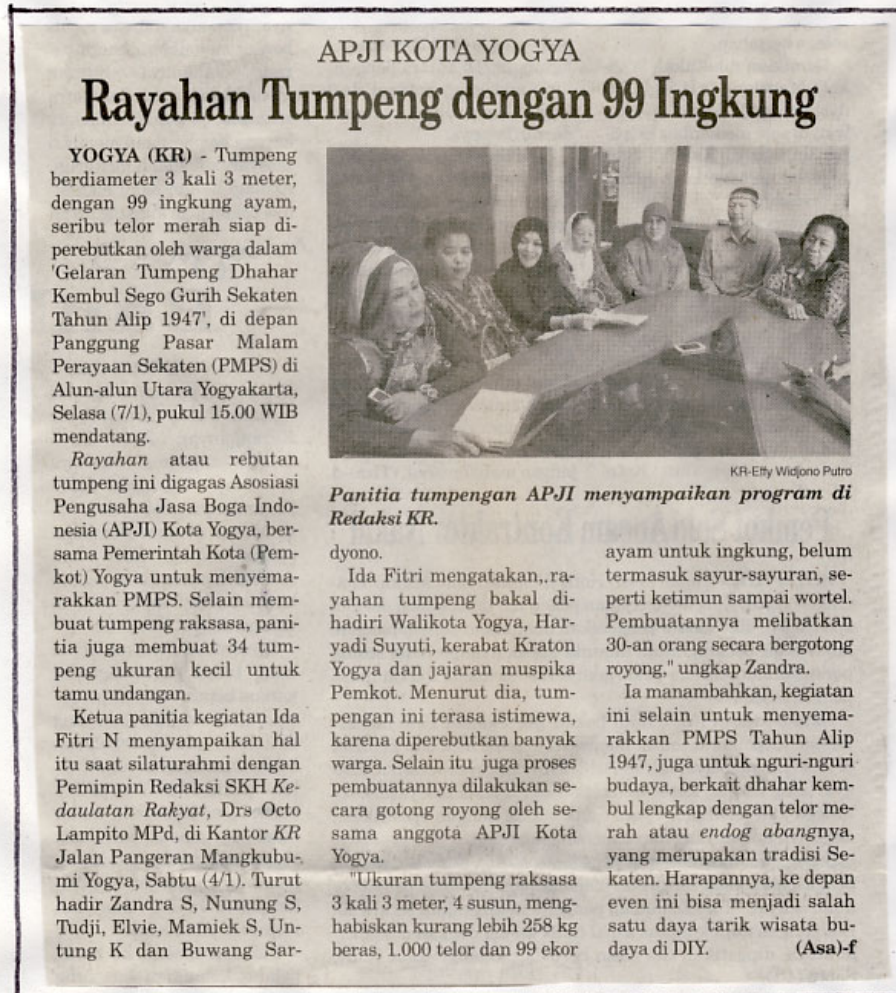 APJI KOTA YOGYA
Rayahan Tumpeng dengan 99 Ingkung
YOGYA (KR) - Tumpeng
berdiameter 3 kali 3 meter,
dengan 99 ingkung ayam,
seribu telor merah siap di-
perebutkan oleh warga dalam
'Gelaran Tumpeng Dhahar
Kembul Sego Gurih Sekaten
Tahun Alip 1947', di depan
Panggung Pasar Malam
Perayaan Sekaten (PMPS) di
Alun-alun Utara Yogyakarta,
Selasa (7/1), pukul 15.00 WIB
mendatang.
Rayahan atau rebutan
tumpeng ini digagas Asosiasi
Pengusaha Jasa Boga Indo-
nesia (APJI) Kota Yogya, ber-
sama Pemerintah Kota (Pem-
kot) Yogya untuk menyema-
rakkan PMPS. Selain mem-
buat tumpeng raksasa, pani-
tia juga membuat 34 tum-
peng ukuran kecil untuk
tamu undangan.
Ketua panitia kegiatan Ida
Fitri N menyampaikan hal
itu saat silaturahmi dengan
Pemimpin Redaksi SKH Ke-
daulatan Rakyat, Drs Octo
Lampito MPd, di Kantor KR
Jalan Pangeran Mangkubu-
mi Yogya, Sabtu (4/1). Turut
hadir Zandra S, Nunung S,
Tudji, Elvie, Mamiek S, Un-
tung K dan Buwang Sar-
KR-Effy Widjono Putro
Panitia tumpengan APJI menyampaikan program di
Redaksi KR.
dyono.
Ida Fitri mengatakan, ra-
yahan tumpeng bakal di-
hadiri Walikota Yogya, Har-
yadi Suyuti, kerabat Kraton
Yogya dan jajaran muspika
Pemkot. Menurut dia, tum-
pengan ini terasa istimewa,
karena diperebutkan banyak
warga. Selain itu juga proses
pembuatannya dilakukan se-
cara gotong royong oleh se-
sama anggota APJI Kota
Yogya.
"Ukuran tumpeng raksasa
3 kali 3 meter, 4 susun, meng-
habiskan kurang lebih 258 kg
beras, 1.000 telor dan 99 ekor
ayam untuk ingkung, belum
termasuk sayur-sayuran, se-
perti ketimun sampai wortel.
Pembuatannya melibatkan
30-an orang secara bergotong
royong," ungkap Zandra.
Ia manambahkan, kegiatan
ini selain untuk menyema-
rakkan PMPS Tahun Alip
1947, juga untuk nguri-nguri
budaya, berkait dhahar kem-
bul lengkap dengan telor me-
rah atau endog abangnya,
yang merupakan tradisi Se-
katen. Harapannya, ke depan
even ini bisa menjadi salah
satu daya tarik wisata bu-
daya di DIY. (Asa)-f